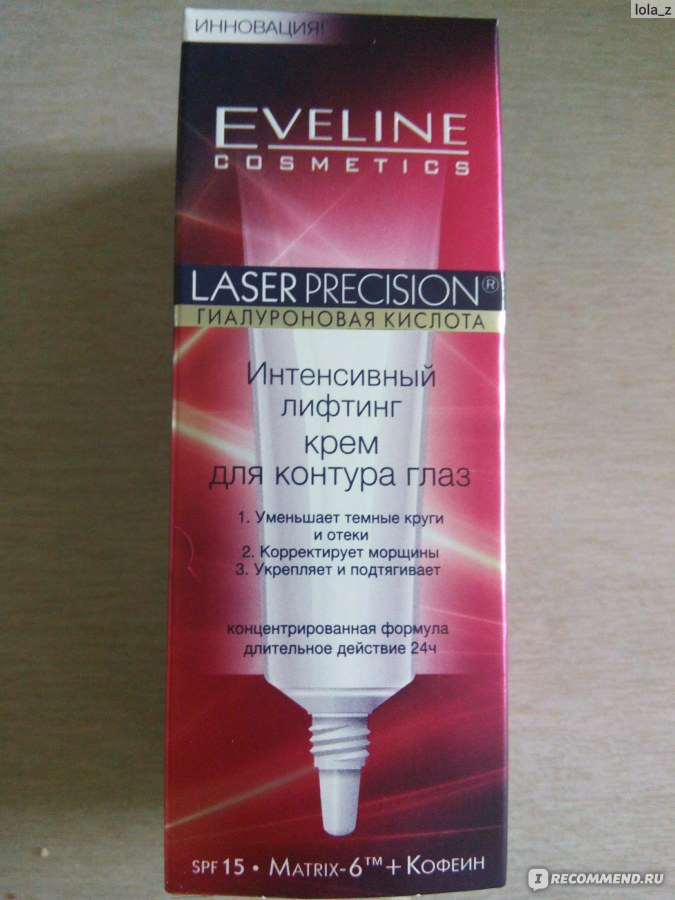 lola_z
ИННОВАЦИЯ!
EVELINE
COSMETICS
LASER PRECISION®
ГИАЛУРОНОВАЯ КИСЛОТА
Интенсивный
лифтинг
крем
для контура глаз
1. Уменьшает темные круги
и отеки
2. Корректирует морщины
3. Укрепляет и подтягивает
концентрированная формула
длительное действие 24ч
SPF 15 • MATRIX-6™ + КОФЕИН
I RECOMMEND.RU